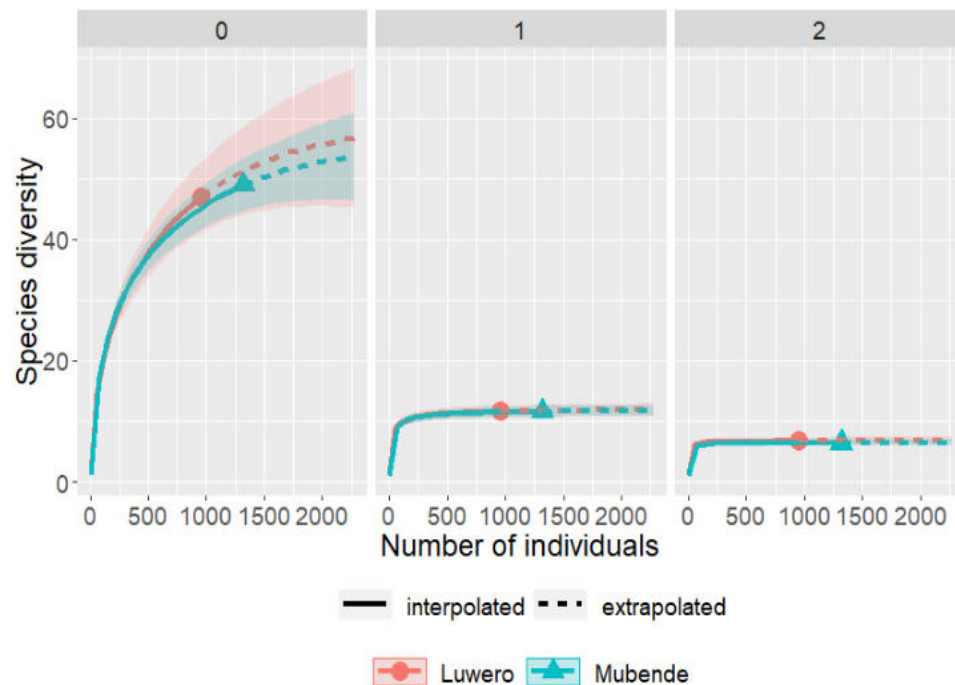 0 1 2
Species diversity
60
40
20
0
0 500 1000 1500 2000 0 500 1000 1500 2000 0 500 1000 1500 2000
Number of individuals
interpolated extrapolated
Luwero Mubende